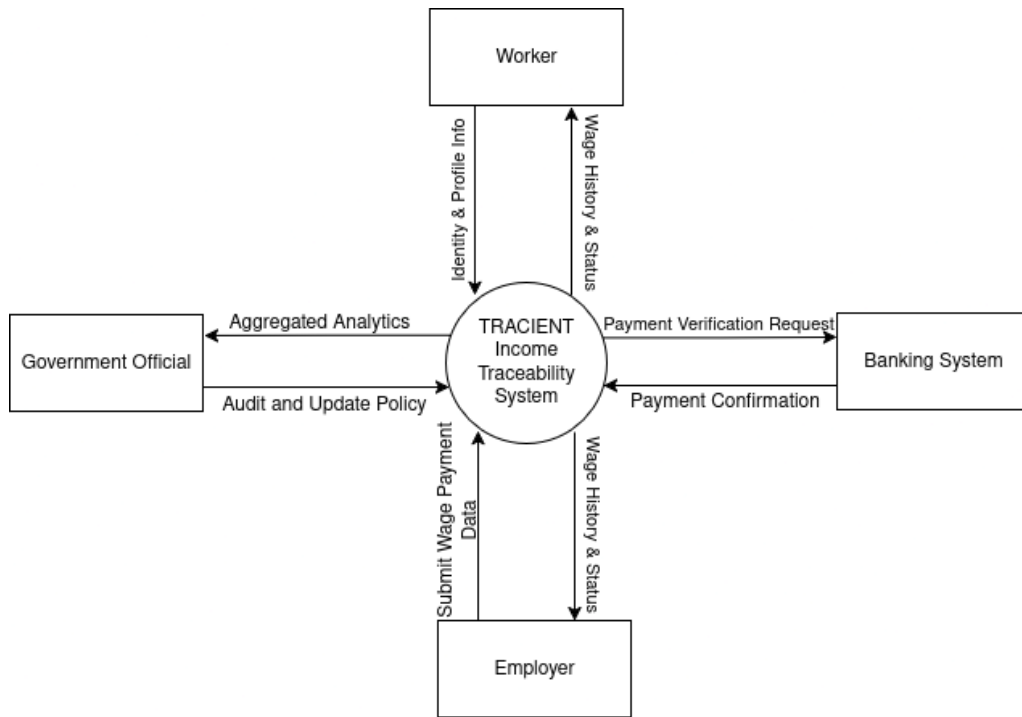 Worker
Identity & Profile Info
Wage History & Status
Aggregated Analytics
Government Official
Audit and Update Policy
TRACIENT
Income
Traceability
System
Payment Verification Request
Banking System
Payment Confirmation
Submit Wage Payment
Data
Wage History & Status
Employer